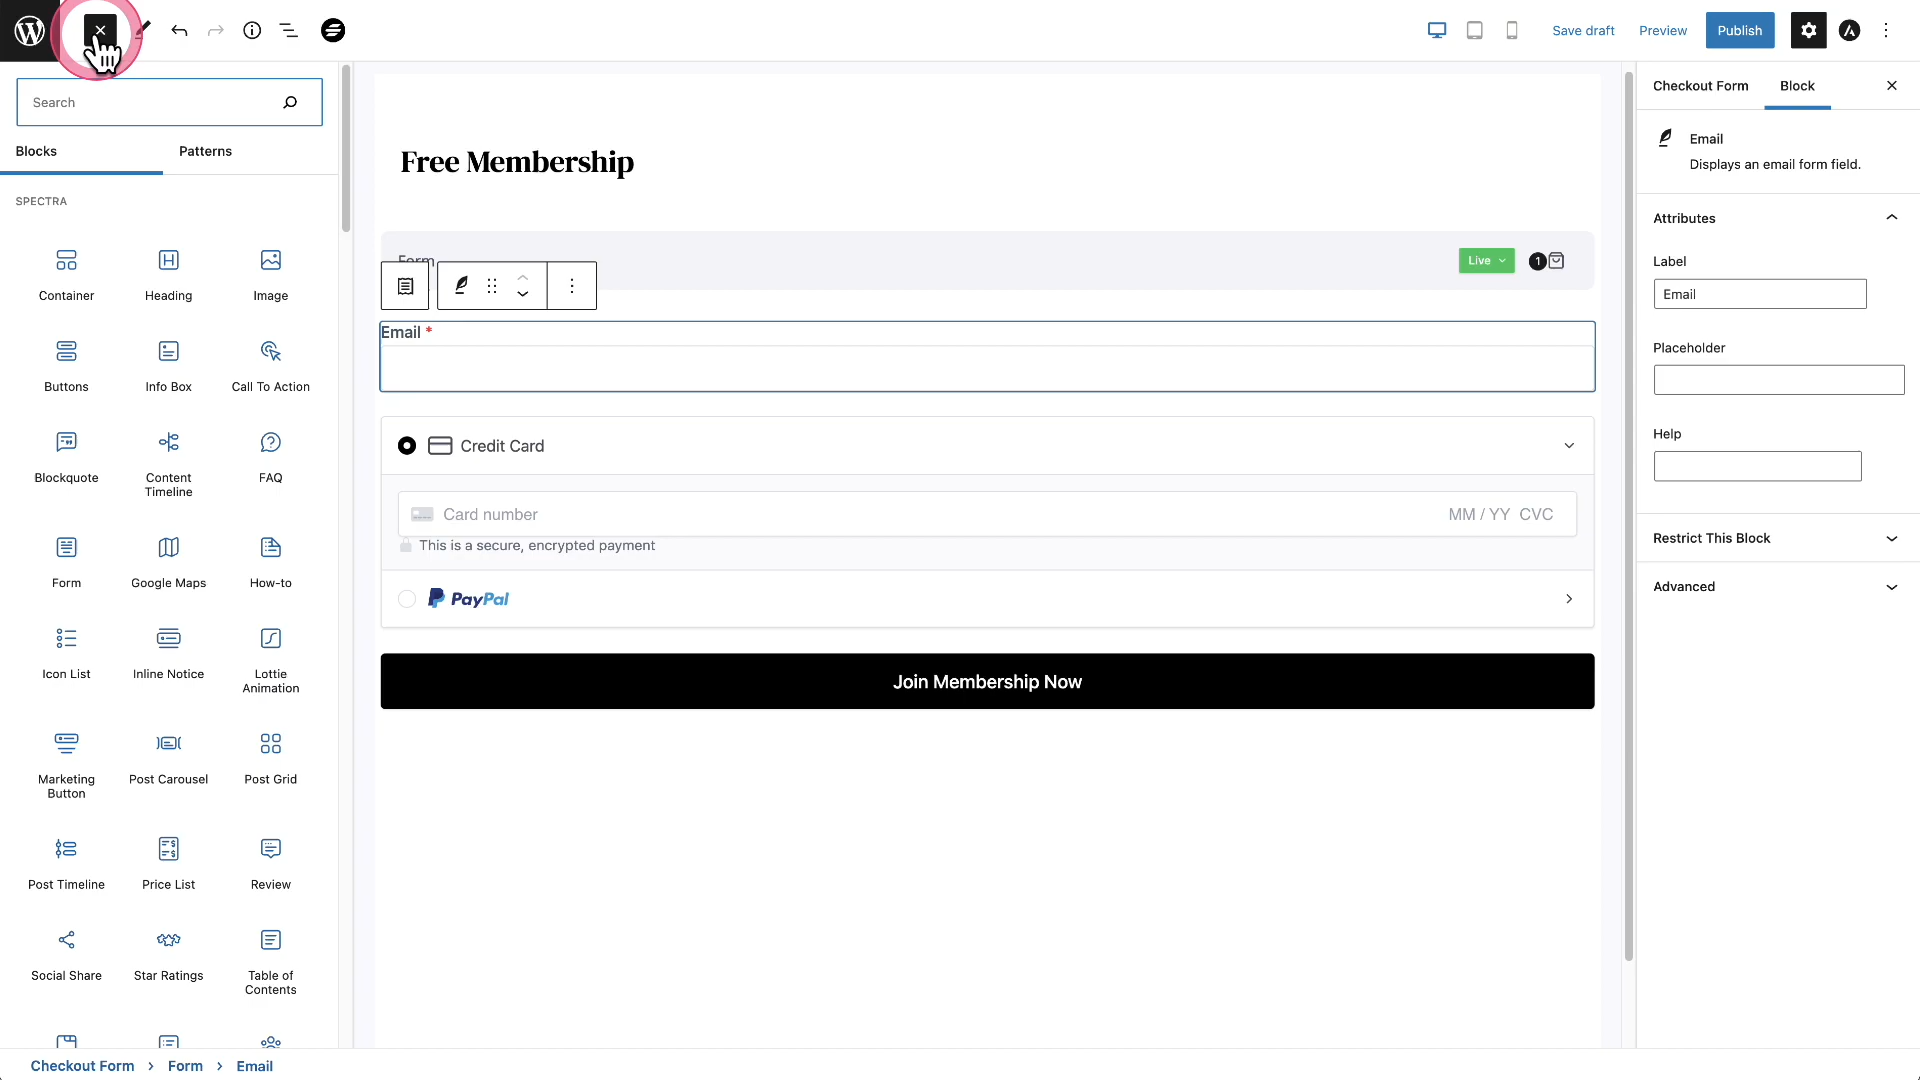 Save draft
Preview
Publish
Search
Blocks
Patterns
SPECTRA
Container
Heading
Image
Buttons
Info Box
Call To Action
Blockquote
Content
Timeline
FAQ
Form
Google Maps
How-to
Icon List
Inline Notice
Lottie
Animation
Marketing
Button
Post Carousel
Post Grid
Post Timeline
Price List
Review
Social Share
Star Ratings
Table of
Contents
Free Membership
Form
Live
1
Email *
Credit Card
Card number
MM / YY CVC
This is a secure, encrypted payment
PayPal
Join Membership Now
Checkout Form
Block
Email
Displays an email form field.
Attributes
Label
Email
Placeholder
Help
Restrict This Block
Advanced
Checkout Form > Form > Email